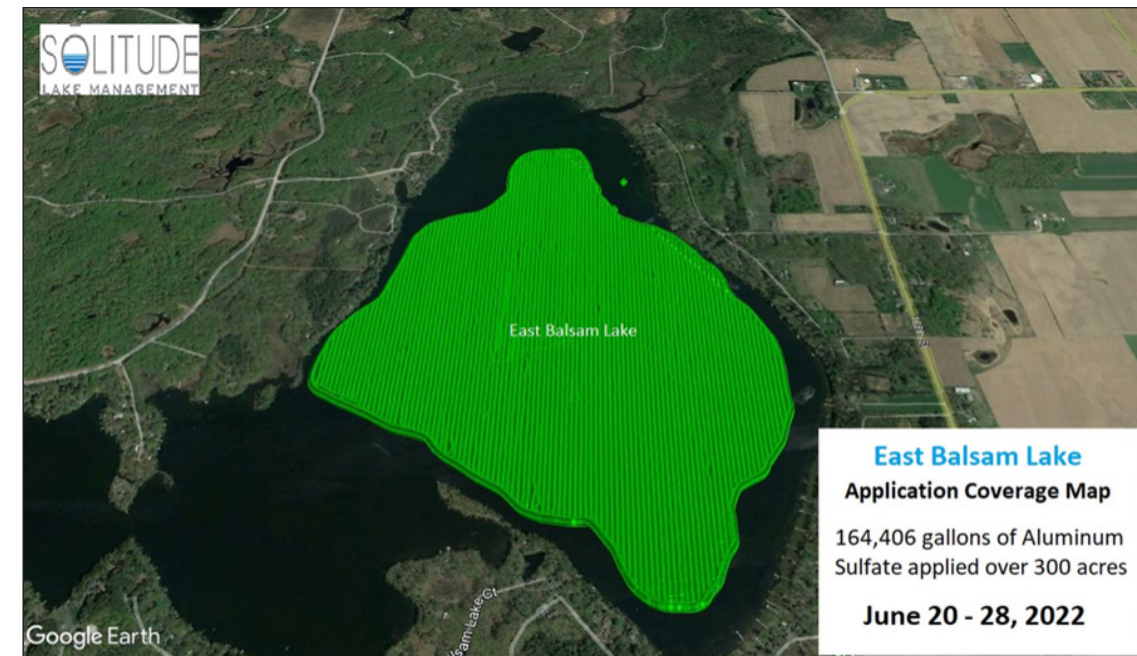 SOLITUDE
LAKE MANAGEMENT
East Balsam Lake
East Balsam Lake
Application Coverage Map
164,406 gallons of Aluminum
Sulfate applied over 300 acres
June 20 - 28, 2022
Google Earth